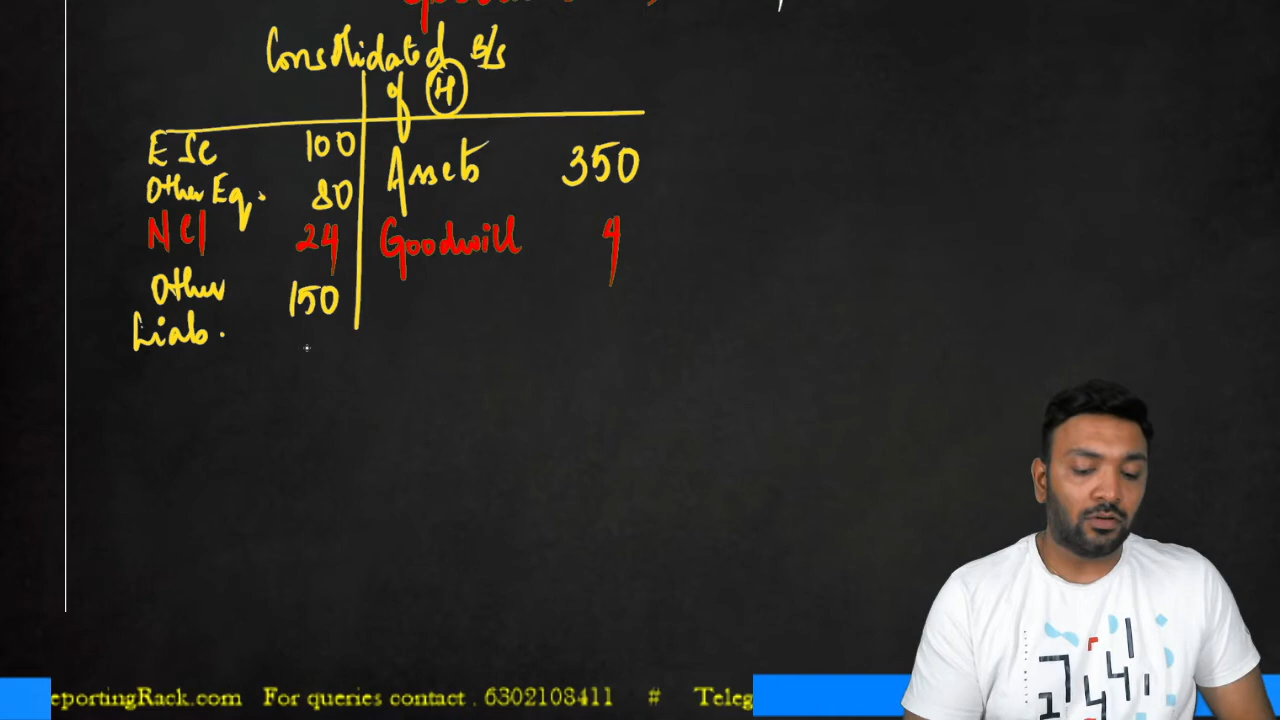 Consolidated B/s
of H
ESC 100 Assets 350
Other Eq. 80
NCI 24 Goodwill 4
Other 150
Liab.
eportingRack.com For queries contact . 6302108411 # Teleg